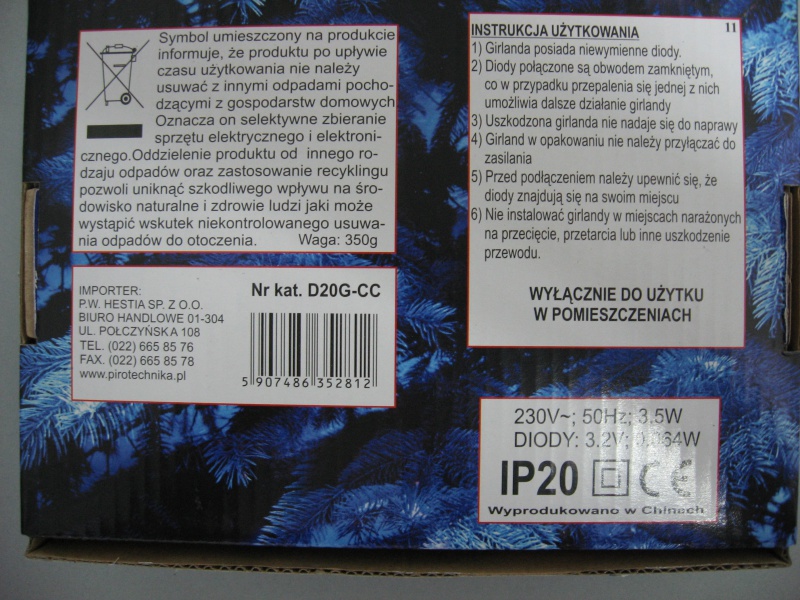 Symbol umieszczony na produkcie
informuje, że produktu po upływie
czasu użytkowania nie należy
usuwać z innymi odpadami pocho-
dzącymi z gospodarstw domowych
Oznacza on selektywne zbieranie
sprzętu elektrycznego i elektroni-
cznego.Oddzielenie produktu od innego ro-
dzaju odpadów oraz zastosowanie recyklingu
pozwoli uniknąć szkodliwego wpływu na śro-
dowisko naturalne i zdrowie ludzi jaki może
wystąpić wskutek niekontrolowanego usuwa-
nia odpadów do otoczenia. Waga: 350g
IMPORTER:
P.W. HESTIA SP. Z O.O.
BIURO HANDLOWE 01-304
UL. POŁCZYŃSKA 108
TEL. (022) 665 85 76
FAX. (022) 665 85 78
www.pirotechnika.pl
Nr kat. D20G-CC
5 907486 352812
INSTRUKCJA UŻYTKOWANIA 11
1) Girlanda posiada niewymienne diody.
2) Diody połączone są obwodem zamkniętym,
co w przypadku przepalenia się jednej z nich
umożliwia dalsze działanie girlandy
3) Uszkodzona girlanda nie nadaje się do naprawy
4) Girland w opakowaniu nie należy przyłączać do
zasilania
5) Przed podłączeniem należy upewnić się, że
diody znajdują się na swoim miejscu
6) Nie instalować girlandy w miejscach narażonych
na przecięcie, przetarcia lub inne uszkodzenie
przewodu.
WYŁĄCZNIE DO UŻYTKU
W POMIESZCZENIACH
230V~; 50Hz; 3.5W
DIODY: 3.2V; 0.064W
IP20 CE
Wyprodukowano w Chinach